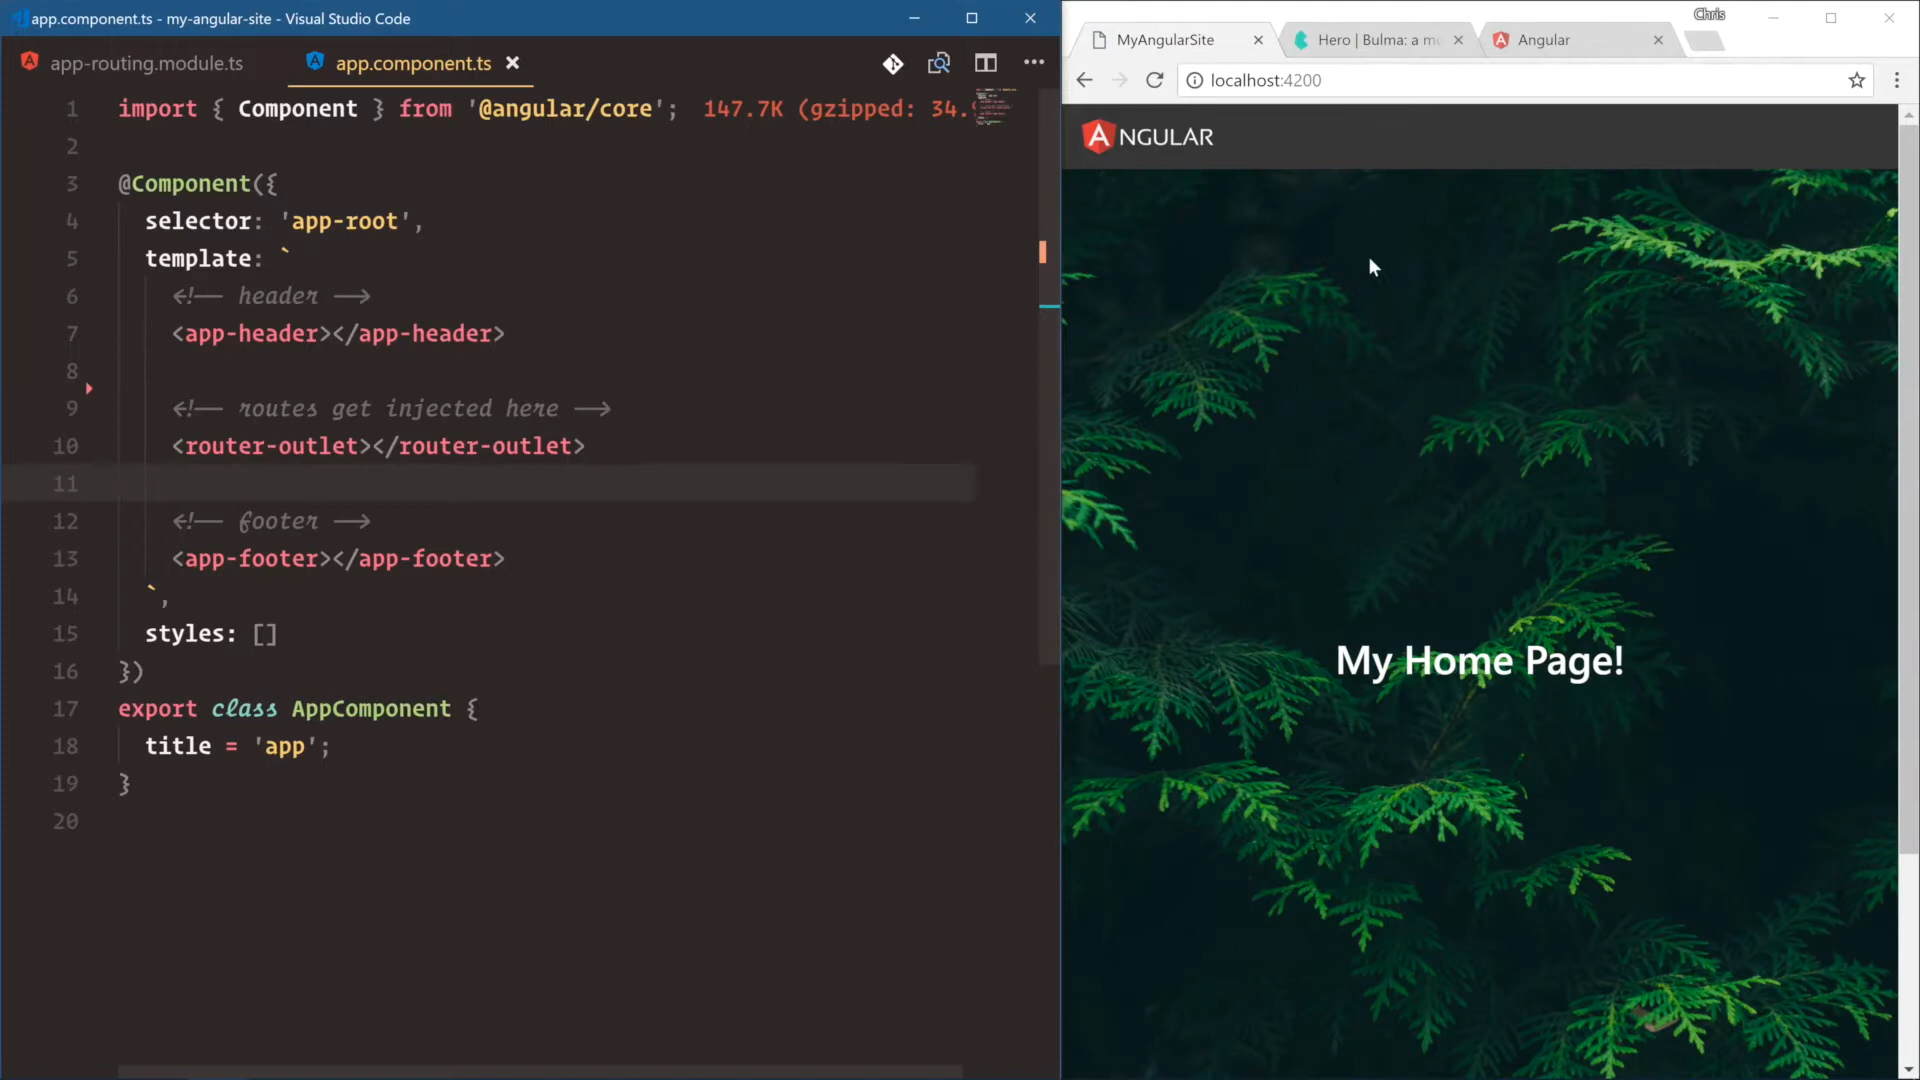 app.component.ts - my-angular-site - Visual Studio Code
app-routing.module.ts
app.component.ts
1 import { Component } from '@angular/core'; 147.7K (gzipped: 34.
2
3 @Component({
4 selector: 'app-root',
5 template: `
6 <!-- header -->
7 <app-header></app-header>
8
9 <!-- routes get injected here -->
10 <router-outlet></router-outlet>
11
12 <!-- footer -->
13 <app-footer></app-footer>
14 `,
15 styles: []
16 })
17 export class AppComponent {
18 title = 'app';
19 }
20
Chris
MyAngularSite
Hero | Bulma: a mo
Angular
localhost:4200
ANGULAR
My Home Page!